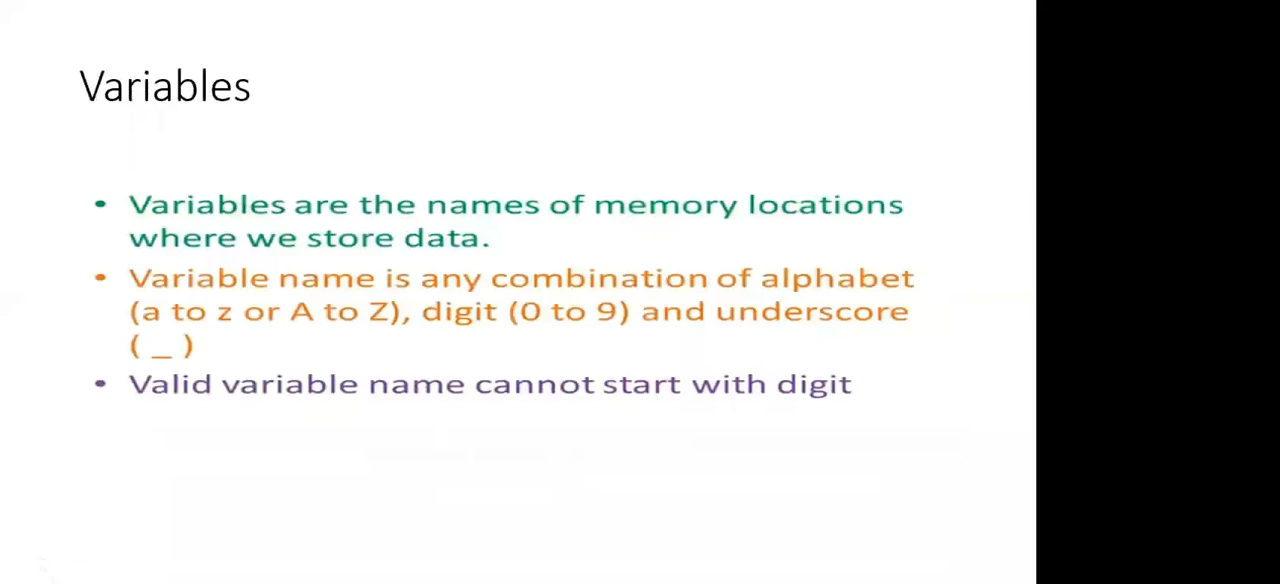 Variables
• Variables are the names of memory locations
where we store data.
• Variable name is any combination of alphabet
(a to z or A to Z), digit (0 to 9) and underscore
( _ )
• Valid variable name cannot start with digit